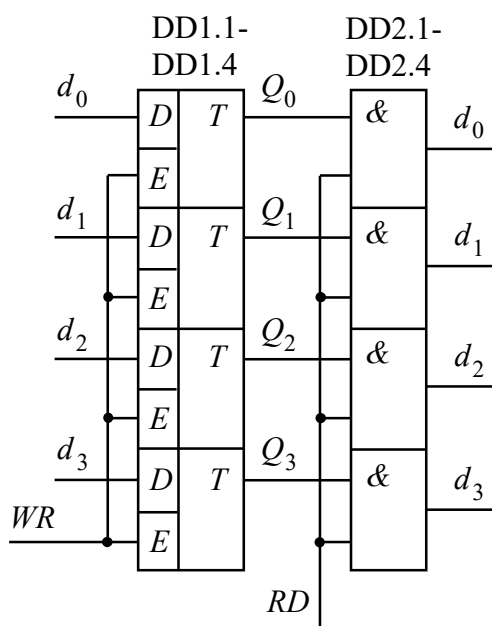 DD1.1- DD2.1-
DD1.4 DD2.4
d0 Q0 d0
D T &
E
d1 Q1 d1
D T &
E
d2 Q2 d2
D T &
E
d3 Q3 d3
D T &
WR E
RD